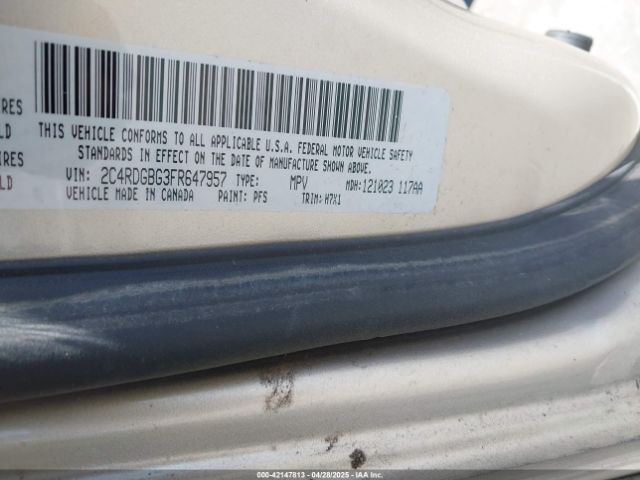 IRES
LD
IRES
LD
THIS VEHICLE CONFORMS TO ALL APPLICABLE U.S.A. FEDERAL MOTOR VEHICLE SAFETY
STANDARDS IN EFFECT ON THE DATE OF MANUFACTURE SHOWN ABOVE.
VIN: 2C4RDGBG3FR647957 TYPE: MPV MDH:121023 117AA
VEHICLE MADE IN CANADA PAINT: PFS TRIM: H7X1
000-42147813 04/28/2025 IAA Inc.